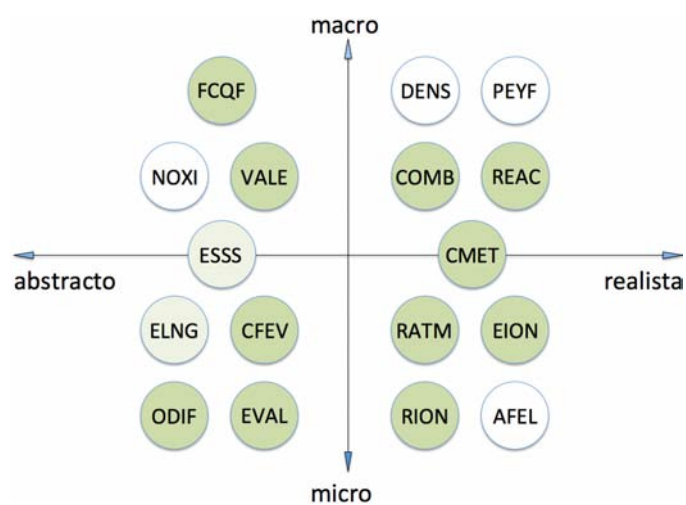 macro
FCQF DENS PEYF
NOXI VALE COMB REAC
ESSS CMET
abstracto realista
ELNG CFEV RATM EION
ODIF EVAL RION AFEL
micro